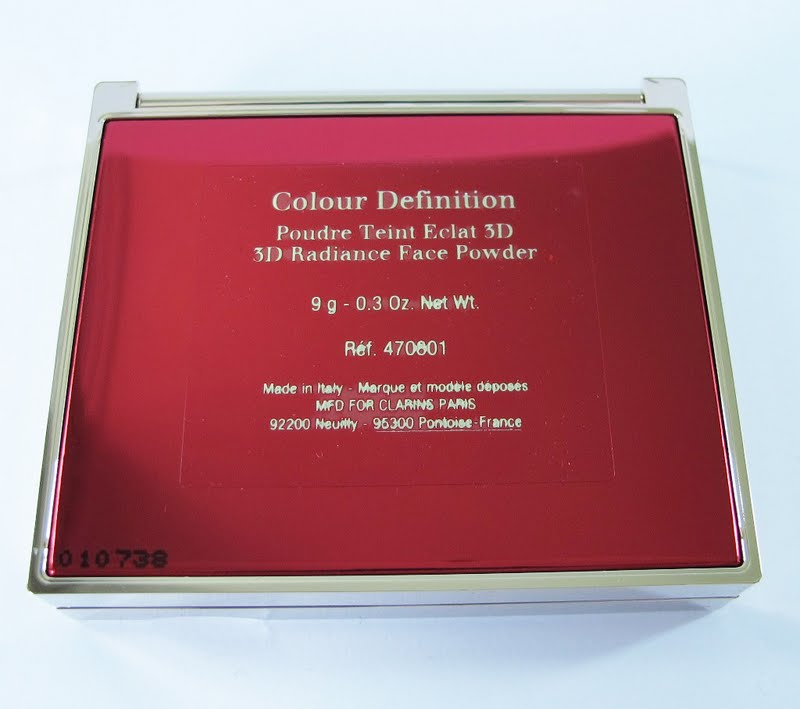 Colour Definition
Poudre Teint Eclat 3D
3D Radiance Face Powder
9 g - 0.3 Oz. Net Wt.
Réf. 470801
Made in Italy - Marque et modèle déposés
MFD FOR CLARINS PARIS
92200 Neuilly - 95300 Pontoise-France
010738